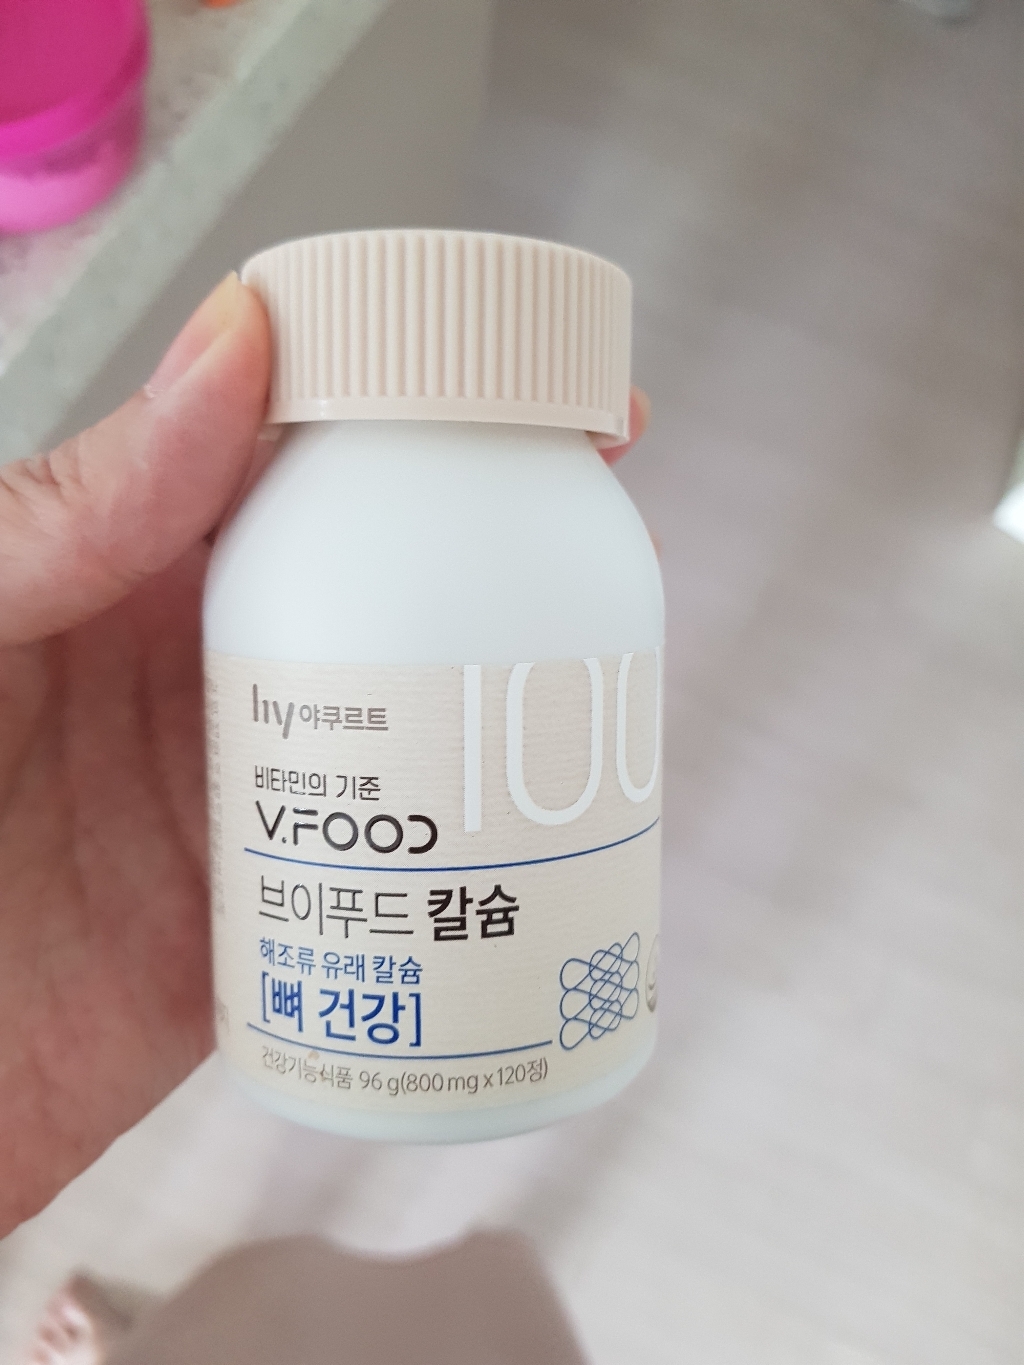 hy야쿠르트
100
비타민의 기준
V.FOOD
브이푸드 칼슘
해조류 유래 칼슘
[뼈 건강]
건강기능식품 96 g(800 mg x 120정)